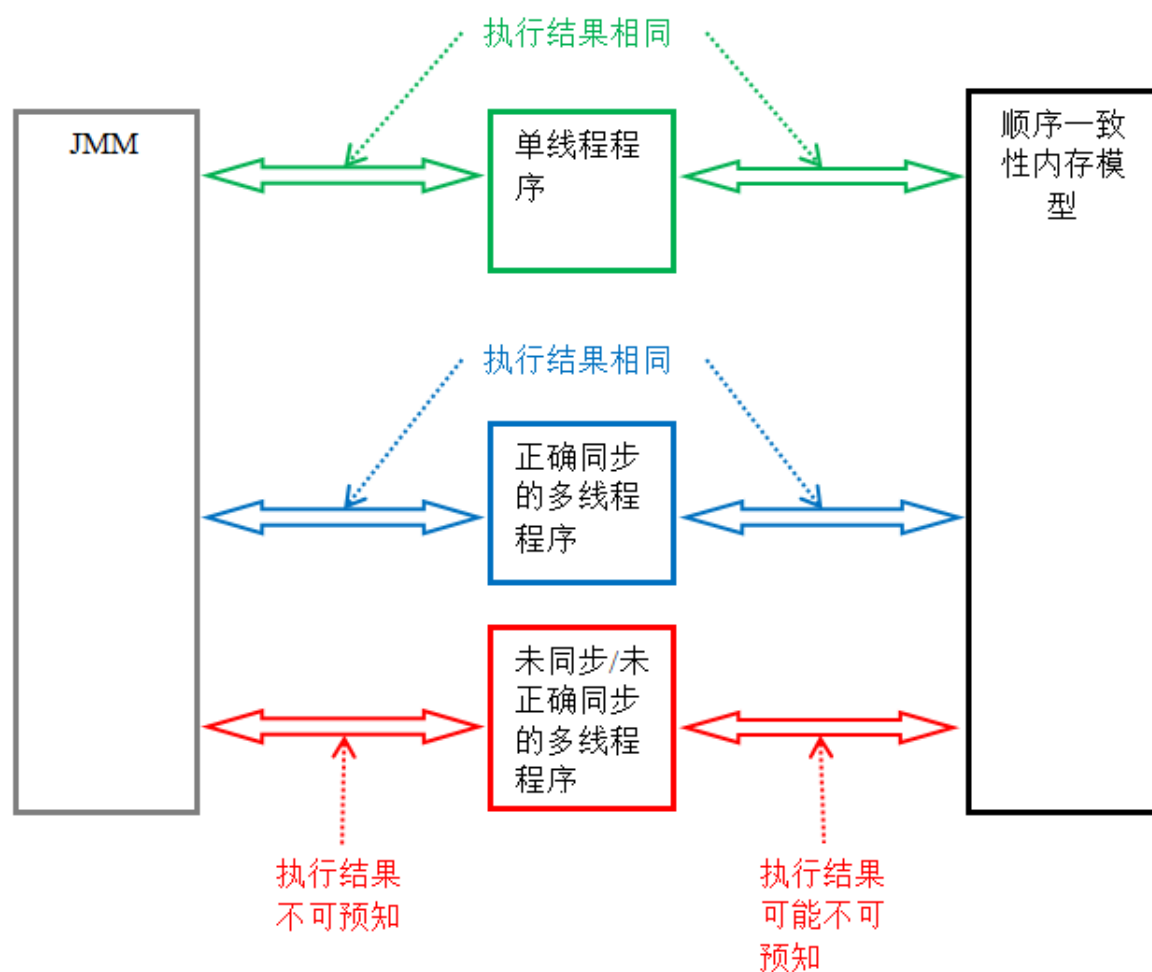 执行结果相同
JMM
单线程程
序
顺序一致
性内存模
型
执行结果相同
正确同步
的多线程
程序
未同步/未
正确同步
的多线程
程序
执行结果
不可预知
执行结果
可能不可
预知